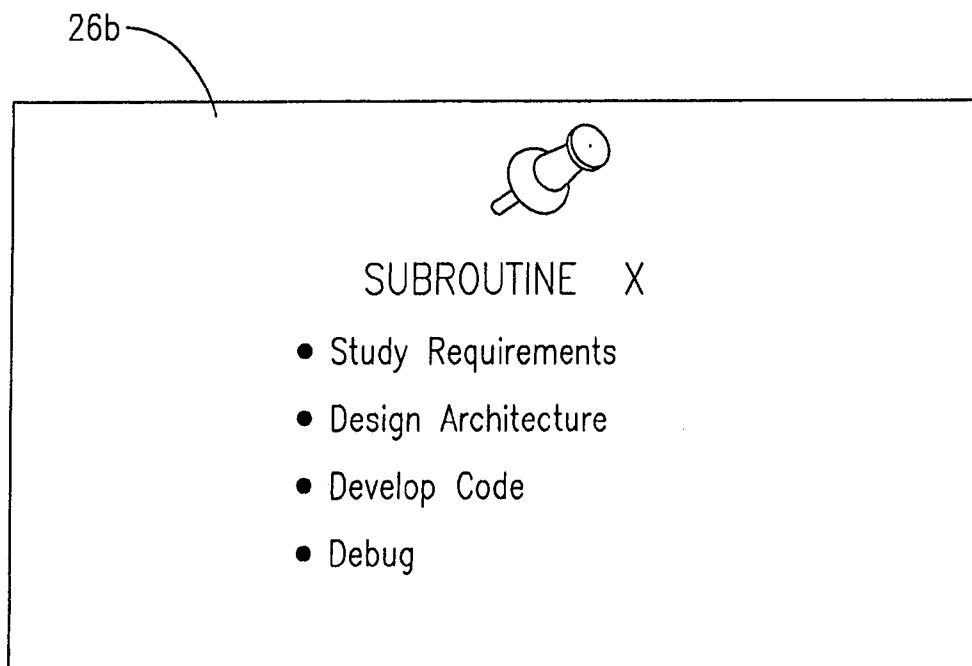 26b
SUBROUTINE X
• Study Requirements
• Design Architecture
• Develop Code
• Debug